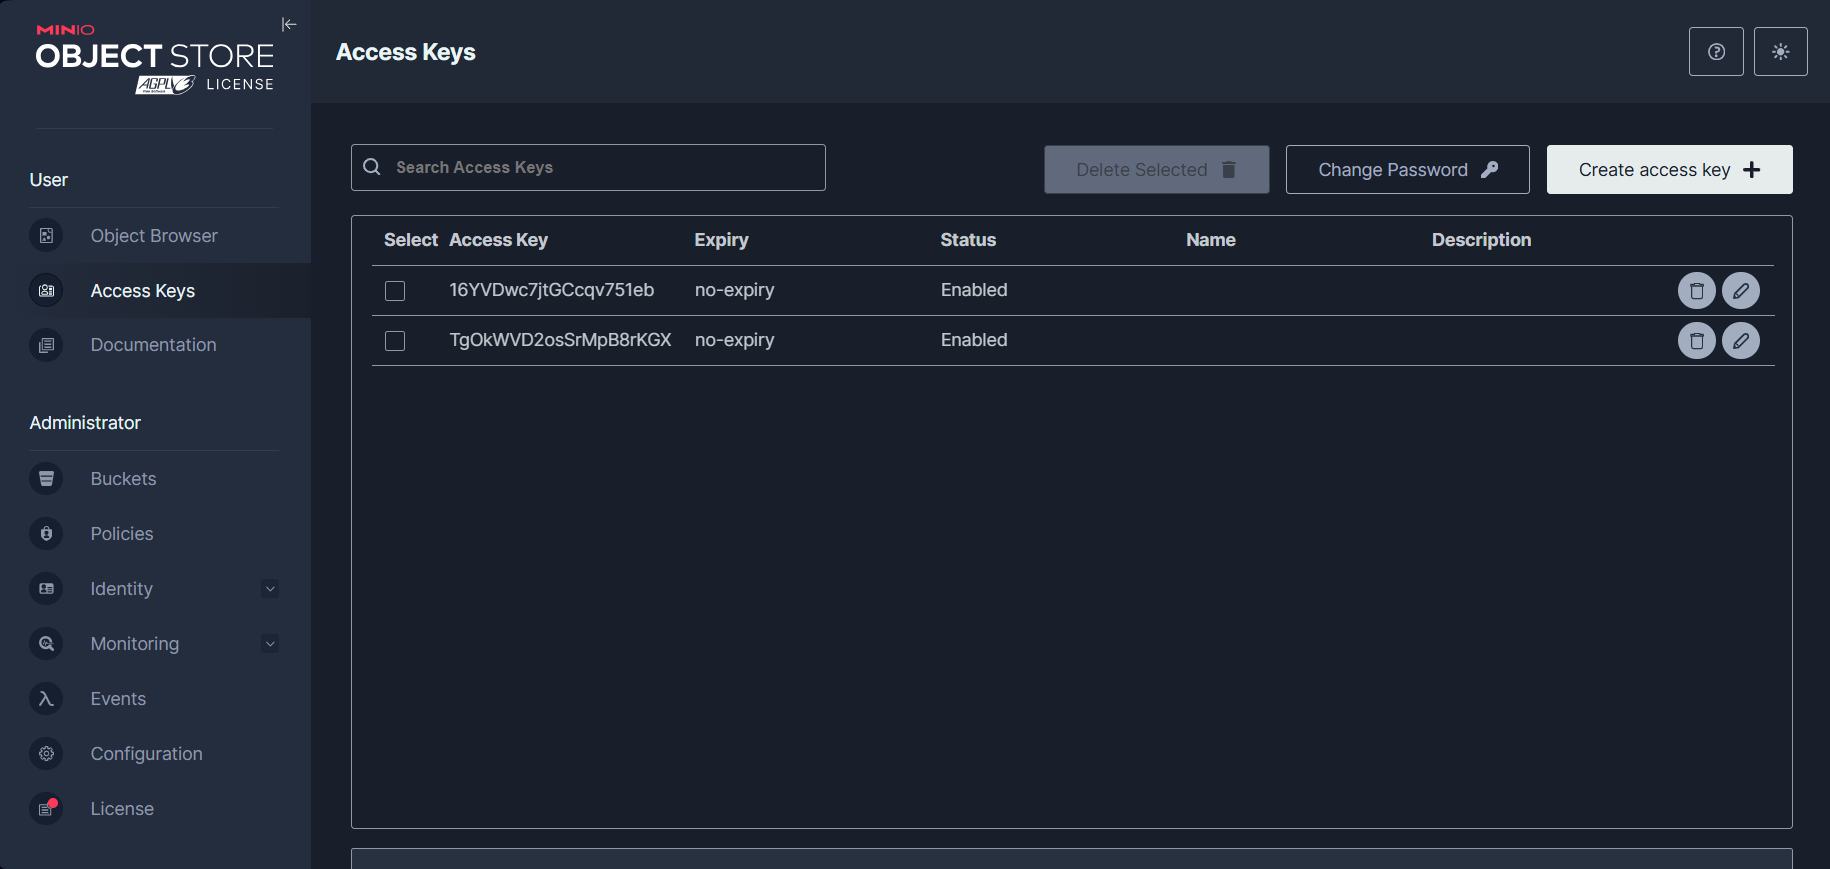 MINIO
OBJECT STORE
AGPLv3 LICENSE
Free Software
Access Keys
User
Object Browser
Access Keys
Documentation
Administrator
Buckets
Policies
Identity
Monitoring
Events
Configuration
License
Search Access Keys
Delete Selected
Change Password
Create access key
Select Access Key Expiry Status Name Description
16YVDwc7jtGCcqv751eb no-expiry Enabled
TgOkWVD2osSrMpB8rKGX no-expiry Enabled